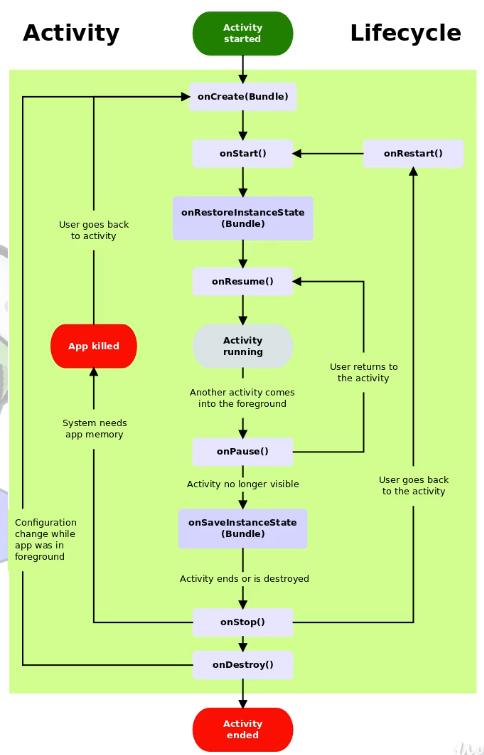 Activity
Lifecycle
Activity
started
onCreate(Bundle)
onStart()
onRestart()
onRestoreInstanceState
(Bundle)
User goes back
to activity
onResume()
App killed
Activity
running
User returns to
the activity
Another activity comes
into the foreground
System needs
app memory
onPause()
Activity no longer visible
User goes back
to the activity
onSaveInstanceState
(Bundle)
Configuration
change while
app was in
foreground
Activity ends or is destroyed
onStop()
onDestroy()
Activity
ended